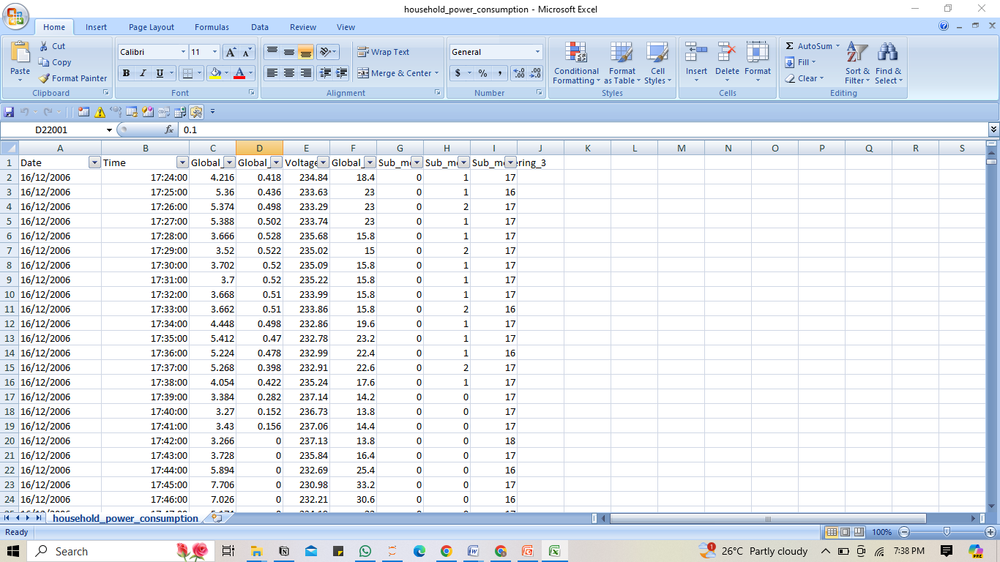 household_power_consumption - Microsoft Excel
Home Insert Page Layout Formulas Data Review View
Paste Cut Copy Format Painter Clipboard
Calibri 11 A A B I U A Font
Wrap Text Merge & Center Alignment
General $ % , .00 Number
Conditional Formatting Format as Table Cell Styles Styles
Insert Delete Format Cells
Σ AutoSum Fill Clear Sort & Filter Find & Select Editing
D22001 fx 0.1
A B C D E F G H I J K L M N O P Q R S
1 Date Time Global_ Global_ Voltage Global_ Sub_me Sub_me Sub_me ering_3
2 16/12/2006 17:24:00 4.216 0.418 234.84 18.4 0 1 17
3 16/12/2006 17:25:00 5.36 0.436 233.63 23 0 1 16
4 16/12/2006 17:26:00 5.374 0.498 233.29 23 0 2 17
5 16/12/2006 17:27:00 5.388 0.502 233.74 23 0 1 17
6 16/12/2006 17:28:00 3.666 0.528 235.68 15.8 0 1 17
7 16/12/2006 17:29:00 3.52 0.522 235.02 15 0 2 17
8 16/12/2006 17:30:00 3.702 0.52 235.09 15.8 0 1 17
9 16/12/2006 17:31:00 3.7 0.52 235.22 15.8 0 1 17
10 16/12/2006 17:32:00 3.668 0.51 233.99 15.8 0 1 17
11 16/12/2006 17:33:00 3.662 0.51 233.86 15.8 0 2 16
12 16/12/2006 17:34:00 4.448 0.498 232.86 19.6 0 1 17
13 16/12/2006 17:35:00 5.412 0.47 232.78 23.2 0 1 17
14 16/12/2006 17:36:00 5.224 0.478 232.99 22.4 0 1 16
15 16/12/2006 17:37:00 5.268 0.398 232.91 22.6 0 2 17
16 16/12/2006 17:38:00 4.054 0.422 235.24 17.6 0 1 17
17 16/12/2006 17:39:00 3.384 0.282 237.14 14.2 0 0 17
18 16/12/2006 17:40:00 3.27 0.152 236.73 13.8 0 0 17
19 16/12/2006 17:41:00 3.43 0.156 237.06 14.4 0 0 17
20 16/12/2006 17:42:00 3.266 0 237.13 13.8 0 0 18
21 16/12/2006 17:43:00 3.728 0 235.84 16.4 0 0 17
22 16/12/2006 17:44:00 5.894 0 232.69 25.4 0 0 16
23 16/12/2006 17:45:00 7.706 0 230.98 33.2 0 0 17
24 16/12/2006 17:46:00 7.026 0 232.21 30.6 0 0 16
household_power_consumption
Ready 100%
Search 1 26°C Partly cloudy 7:38 PM PRE